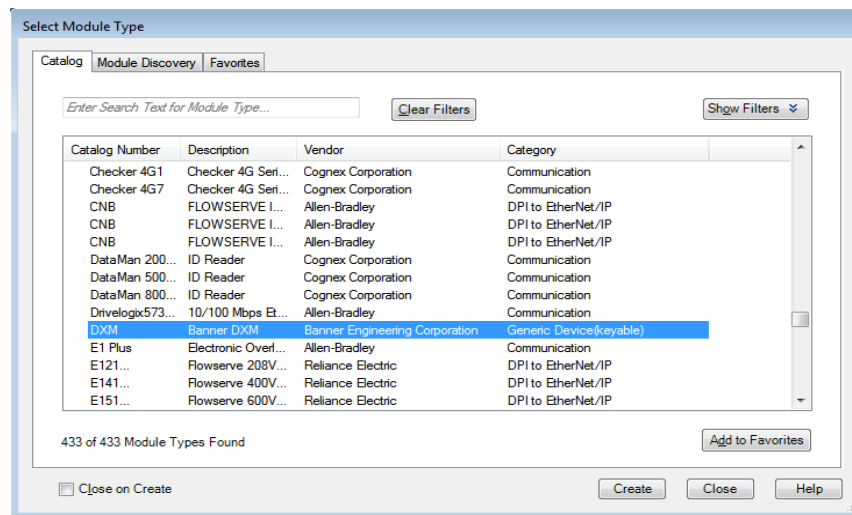 Select Module Type
Catalog Module Discovery Favorites
Enter Search Text for Module Type... Clear Filters Show Filters
Catalog Number Description Vendor Category
Checker 4G1 Checker 4G Seri... Cognex Corporation Communication
Checker 4G7 Checker 4G Seri... Cognex Corporation Communication
CNB FLOWSERVE I... Allen-Bradley DPI to EtherNet/IP
CNB FLOWSERVE I... Allen-Bradley DPI to EtherNet/IP
CNB FLOWSERVE I... Allen-Bradley DPI to EtherNet/IP
DataMan 200... ID Reader Cognex Corporation Communication
DataMan 500... ID Reader Cognex Corporation Communication
DataMan 800... ID Reader Cognex Corporation Communication
Drivelogix573... 10/100 Mbps Et... Allen-Bradley Communication
DXM Banner DXM Banner Engineering Corporation Generic Device(keyable)
E1 Plus Electronic Overl... Allen-Bradley Communication
E121... Flowserve 208V... Reliance Electric DPI to EtherNet/IP
E141... Flowserve 400V... Reliance Electric DPI to EtherNet/IP
E151... Flowserve 600V... Reliance Electric DPI to EtherNet/IP
433 of 433 Module Types Found Add to Favorites
Close on Create Create Close Help